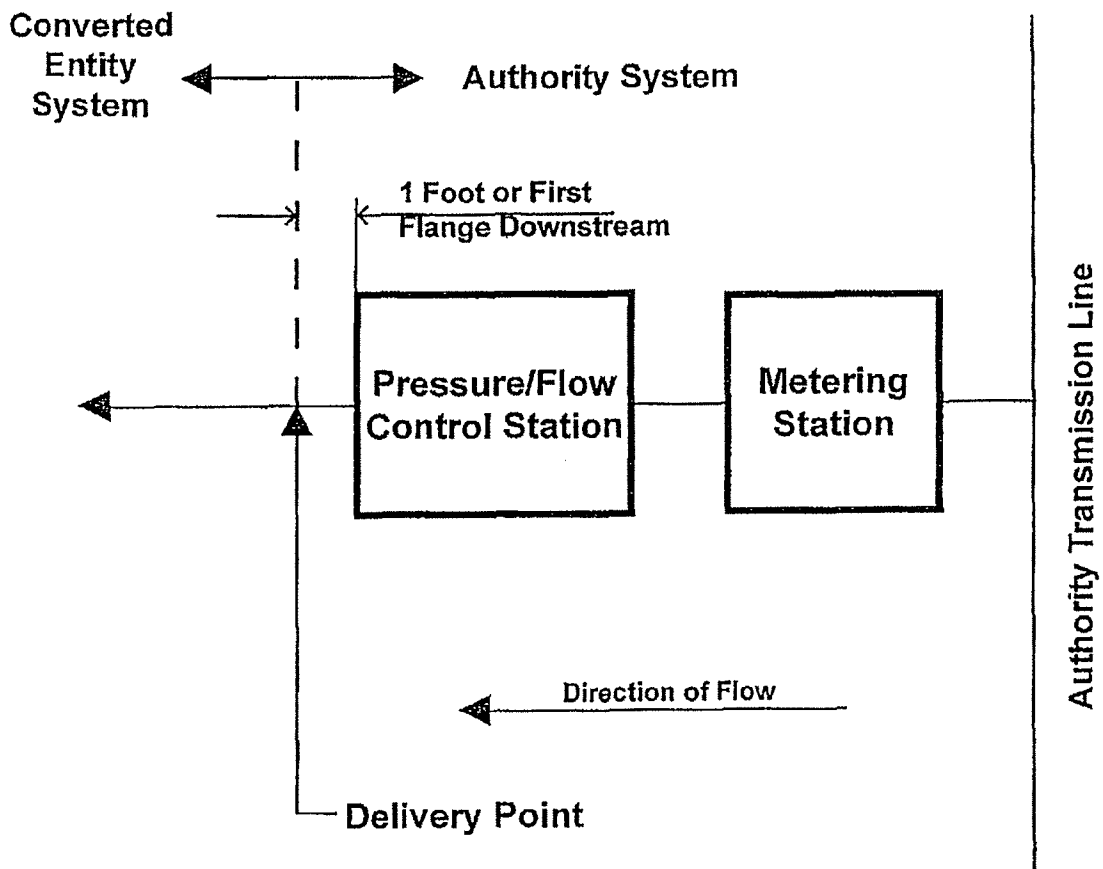 Converted
Entity
System
Authority System
1 Foot or First
Flange Downstream
Pressure/Flow
Control Station
Metering
Station
Authority Transmission Line
Direction of Flow
Delivery Point